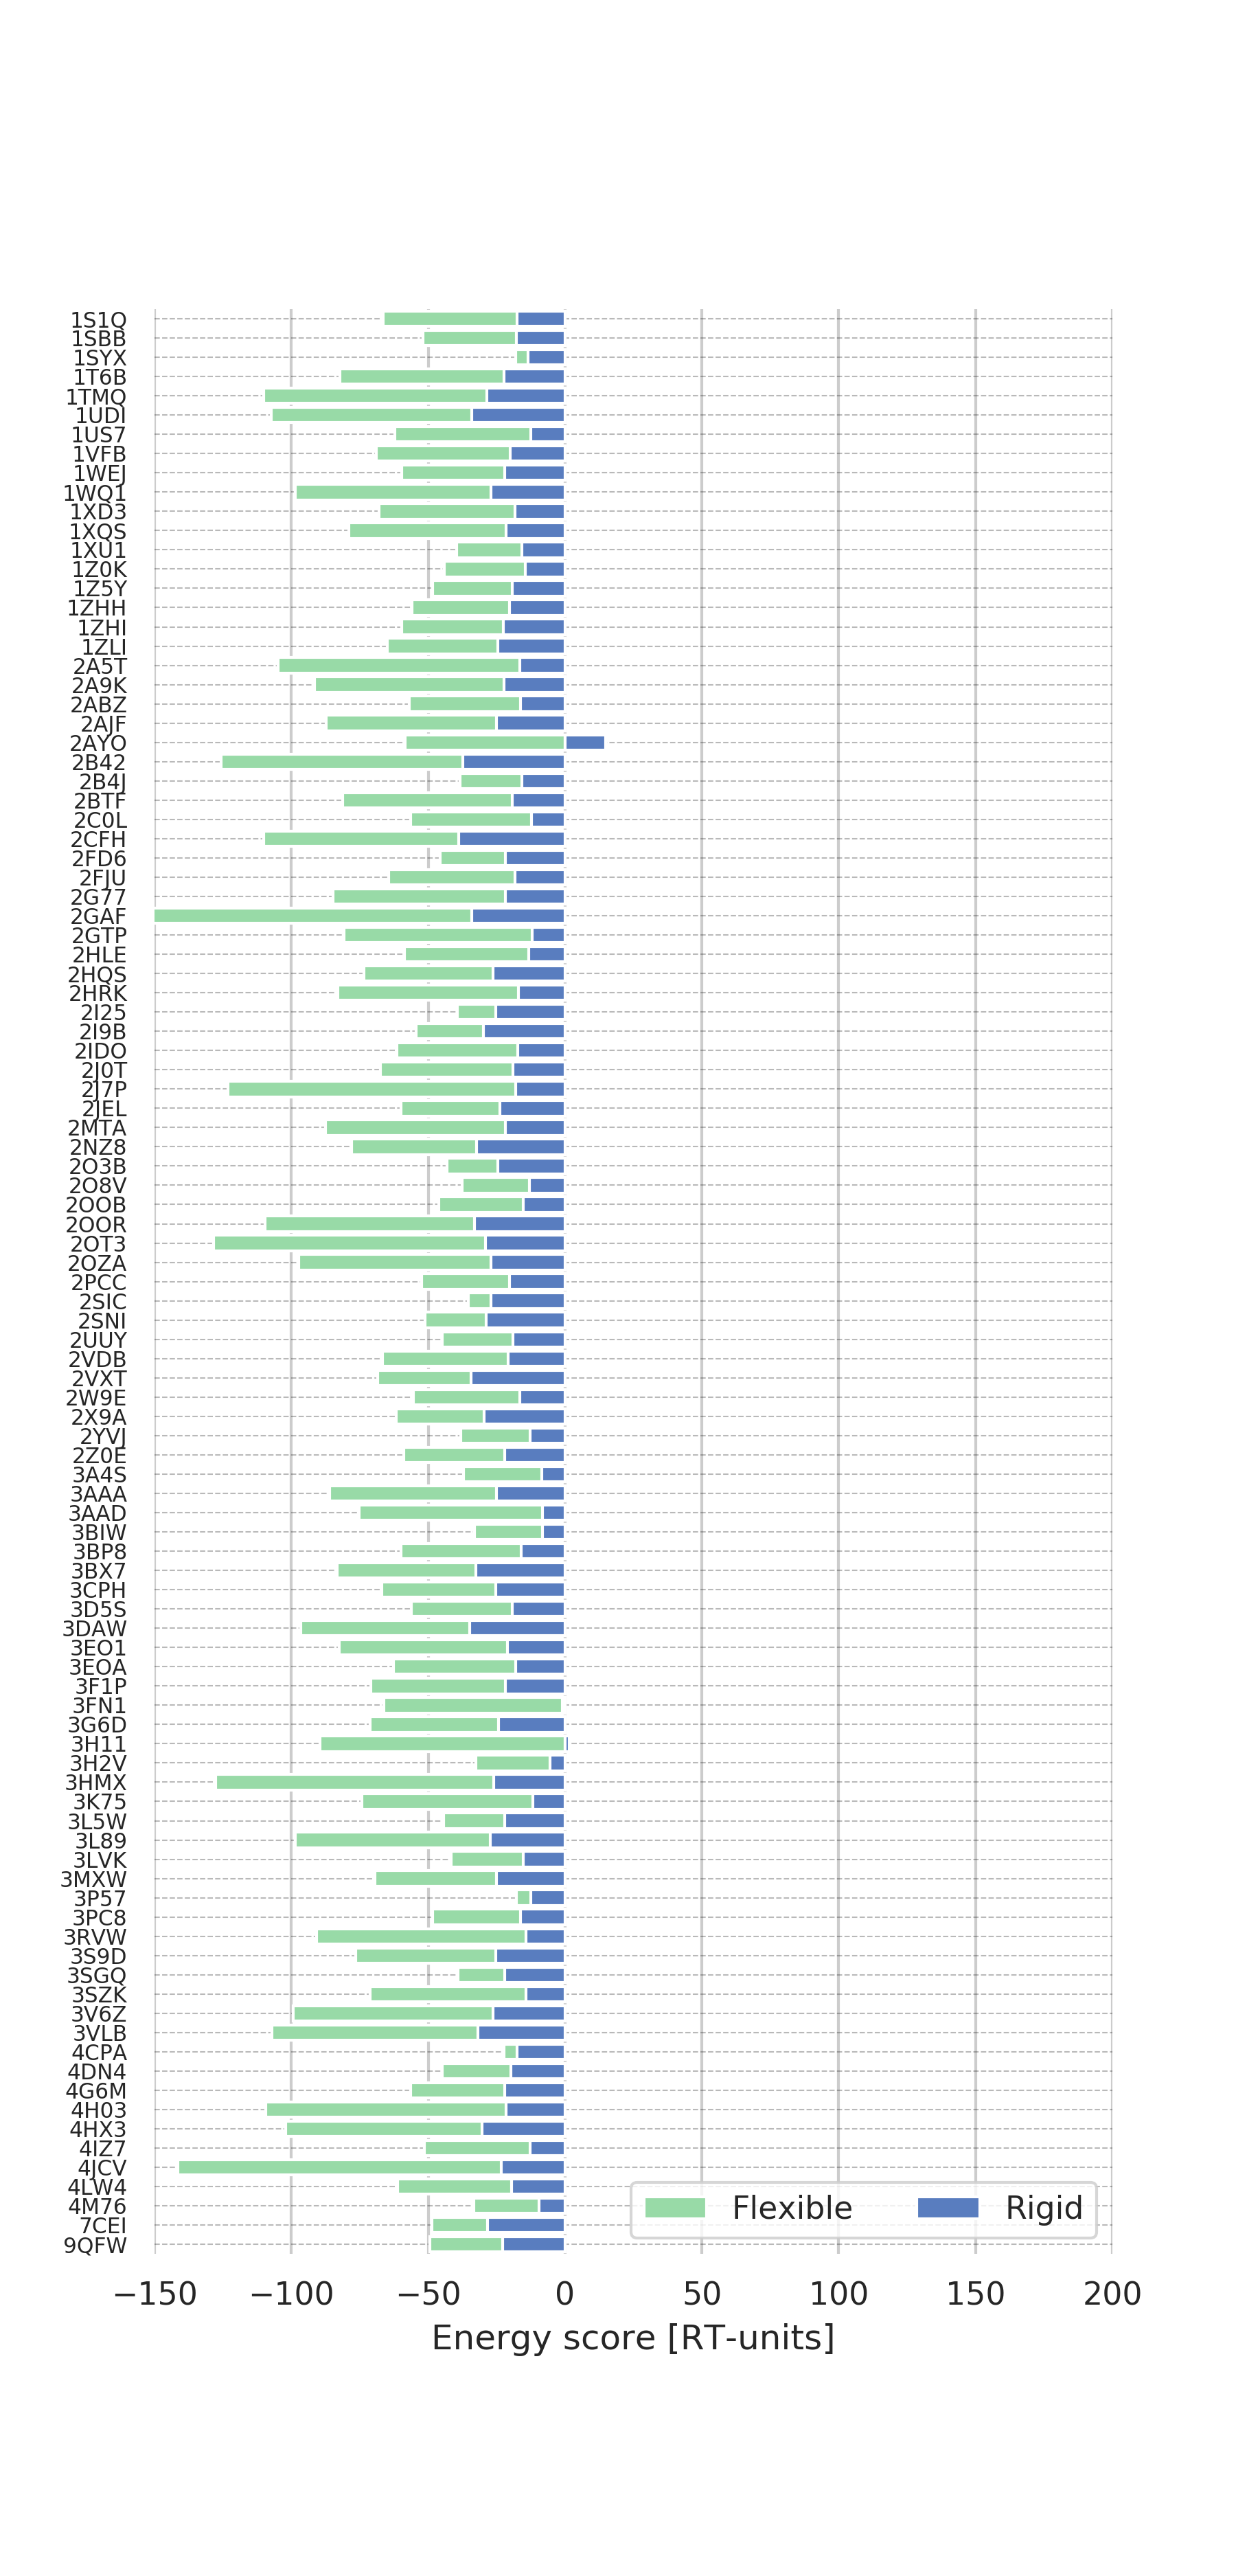 1S1Q
1SBB
1SYX
1T6B
1TMQ
1UDI
1US7
1VFB
1WEJ
1WQ1
1XD3
1XQS
1XU1
1Z0K
1Z5Y
1ZHH
1ZHI
1ZLI
2A5T
2A9K
2ABZ
2AJF
2AYO
2B42
2B4J
2BTF
2C0L
2CFH
2FD6
2FJU
2G77
2GAF
2GTP
2HLE
2HQS
2HRK
2I25
2I9B
2IDO
2J0T
2J7P
2JEL
2MTA
2NZ8
2O3B
2O8V
2OOB
2OOR
2OT3
2OZA
2PCC
2SIC
2SNI
2UUY
2VDB
2VXT
2W9E
2X9A
2YVJ
2Z0E
3A4S
3AAA
3AAD
3BIW
3BP8
3BX7
3CPH
3D5S
3DAW
3EO1
3EOA
3F1P
3FN1
3G6D
3H11
3H2V
3HMX
3K75
3L5W
3L89
3LVK
3MXW
3P57
3PC8
3RVW
3S9D
3SGQ
3SZK
3V6Z
3VLB
4CPA
4DN4
4G6M
4H03
4HX3
4IZ7
4JCV
4LW4
4M76
7CEI
9QFW
Flexible Rigid
−150 −100 −50 0 50 100 150 200
Energy score [RT-units]